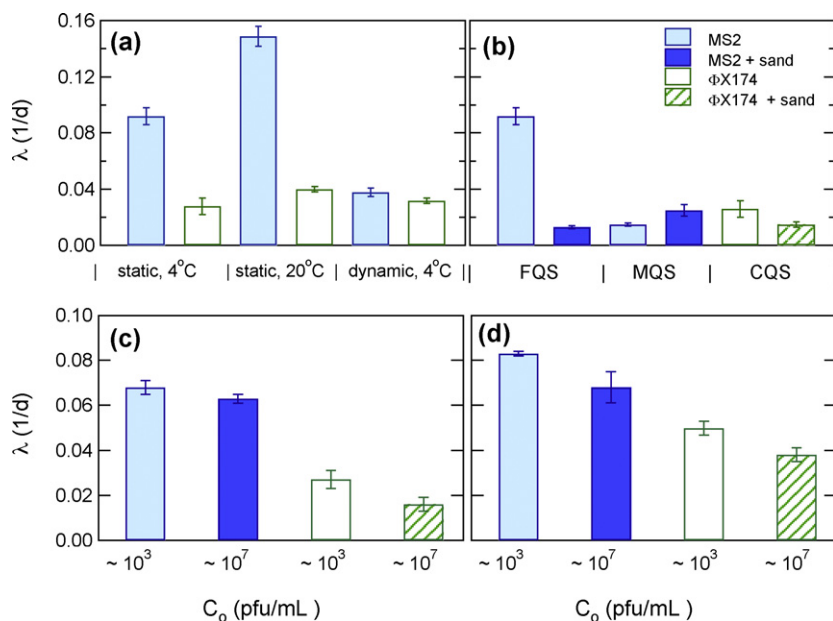 (a)
(b)
MS2
MS2 + sand
ΦX174
ΦX174 + sand
λ (1/d)
0.16
0.12
0.08
0.04
0.00
λ (1/d)
| static, 4°C | static, 20°C | dynamic, 4°C || FQS | MQS | CQS |
(c)
(d)
λ (1/d)
0.10
0.08
0.06
0.04
0.02
0.00
λ (1/d)
~ 10³ ~ 10⁷ ~ 10³ ~ 10⁷ ~ 10³ ~ 10⁷ ~ 10³ ~ 10⁷
Cₒ (pfu/mL ) Cₒ (pfu/mL )